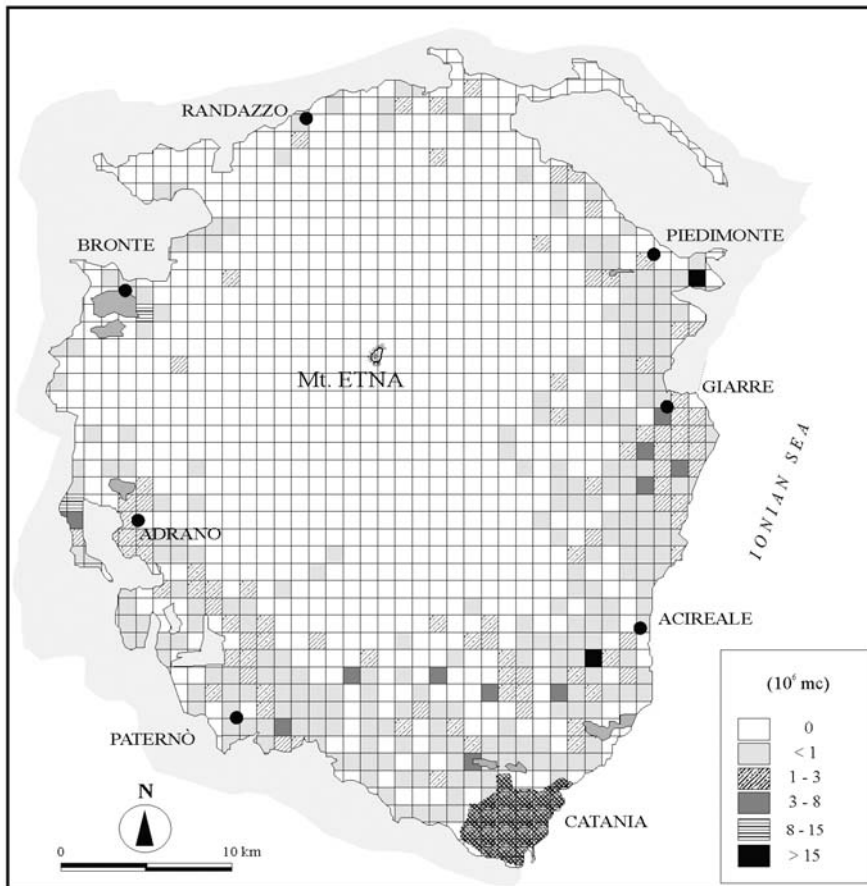 RANDAZZO
PIEDIMONTE
BRONTE
Mt. ETNA
GIARRE
IONIAN SEA
ADRANO
ACIREALE
PATERNÒ
CATANIA
N
0 10 km
(10⁶ mc)
0
< 1
1 - 3
3 - 8
8 - 15
> 15